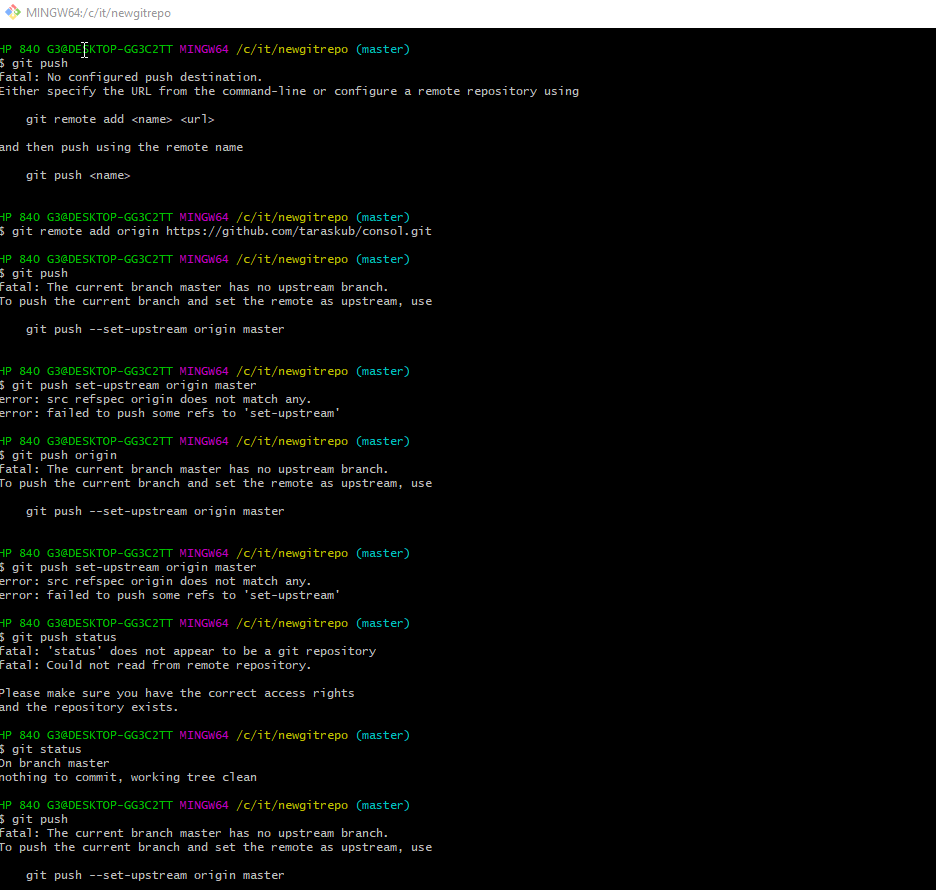 MINGW64:/c/it/newgitrepo
HP 840 G3@DESKTOP-GG3C2TT MINGW64 /c/it/newgitrepo (master)
$ git push
fatal: No configured push destination.
Either specify the URL from the command-line or configure a remote repository using
git remote add <name> <url>
and then push using the remote name
git push <name>
HP 840 G3@DESKTOP-GG3C2TT MINGW64 /c/it/newgitrepo (master)
$ git remote add origin https://github.com/taraskub/consol.git
HP 840 G3@DESKTOP-GG3C2TT MINGW64 /c/it/newgitrepo (master)
$ git push
fatal: The current branch master has no upstream branch.
To push the current branch and set the remote as upstream, use
git push --set-upstream origin master
HP 840 G3@DESKTOP-GG3C2TT MINGW64 /c/it/newgitrepo (master)
$ git push set-upstream origin master
error: src refspec origin does not match any.
error: failed to push some refs to 'set-upstream'
HP 840 G3@DESKTOP-GG3C2TT MINGW64 /c/it/newgitrepo (master)
$ git push origin
fatal: The current branch master has no upstream branch.
To push the current branch and set the remote as upstream, use
git push --set-upstream origin master
HP 840 G3@DESKTOP-GG3C2TT MINGW64 /c/it/newgitrepo (master)
$ git push set-upstream origin master
error: src refspec origin does not match any.
error: failed to push some refs to 'set-upstream'
HP 840 G3@DESKTOP-GG3C2TT MINGW64 /c/it/newgitrepo (master)
$ git push status
fatal: 'status' does not appear to be a git repository
fatal: Could not read from remote repository.
Please make sure you have the correct access rights
and the repository exists.
HP 840 G3@DESKTOP-GG3C2TT MINGW64 /c/it/newgitrepo (master)
$ git status
On branch master
nothing to commit, working tree clean
HP 840 G3@DESKTOP-GG3C2TT MINGW64 /c/it/newgitrepo (master)
$ git push
fatal: The current branch master has no upstream branch.
To push the current branch and set the remote as upstream, use
git push --set-upstream origin master